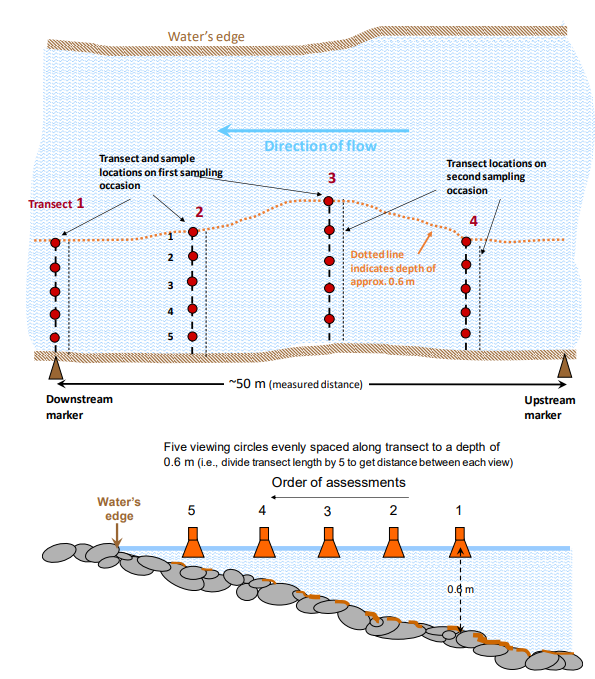 Water's edge
Direction of flow
Transect and sample
locations on first sampling
occasion
3
Transect locations on
second sampling
occasion
Transect 1
2
4
1
2
3
4
5
Dotted line
indicates depth of
approx. 0.6 m
~50 m (measured distance)
Downstream
marker
Upstream
marker
Five viewing circles evenly spaced along transect to a depth of
0.6 m (i.e., divide transect length by 5 to get distance between each view)
Order of assessments
Water's
edge
5 4 3 2 1
0.6 m